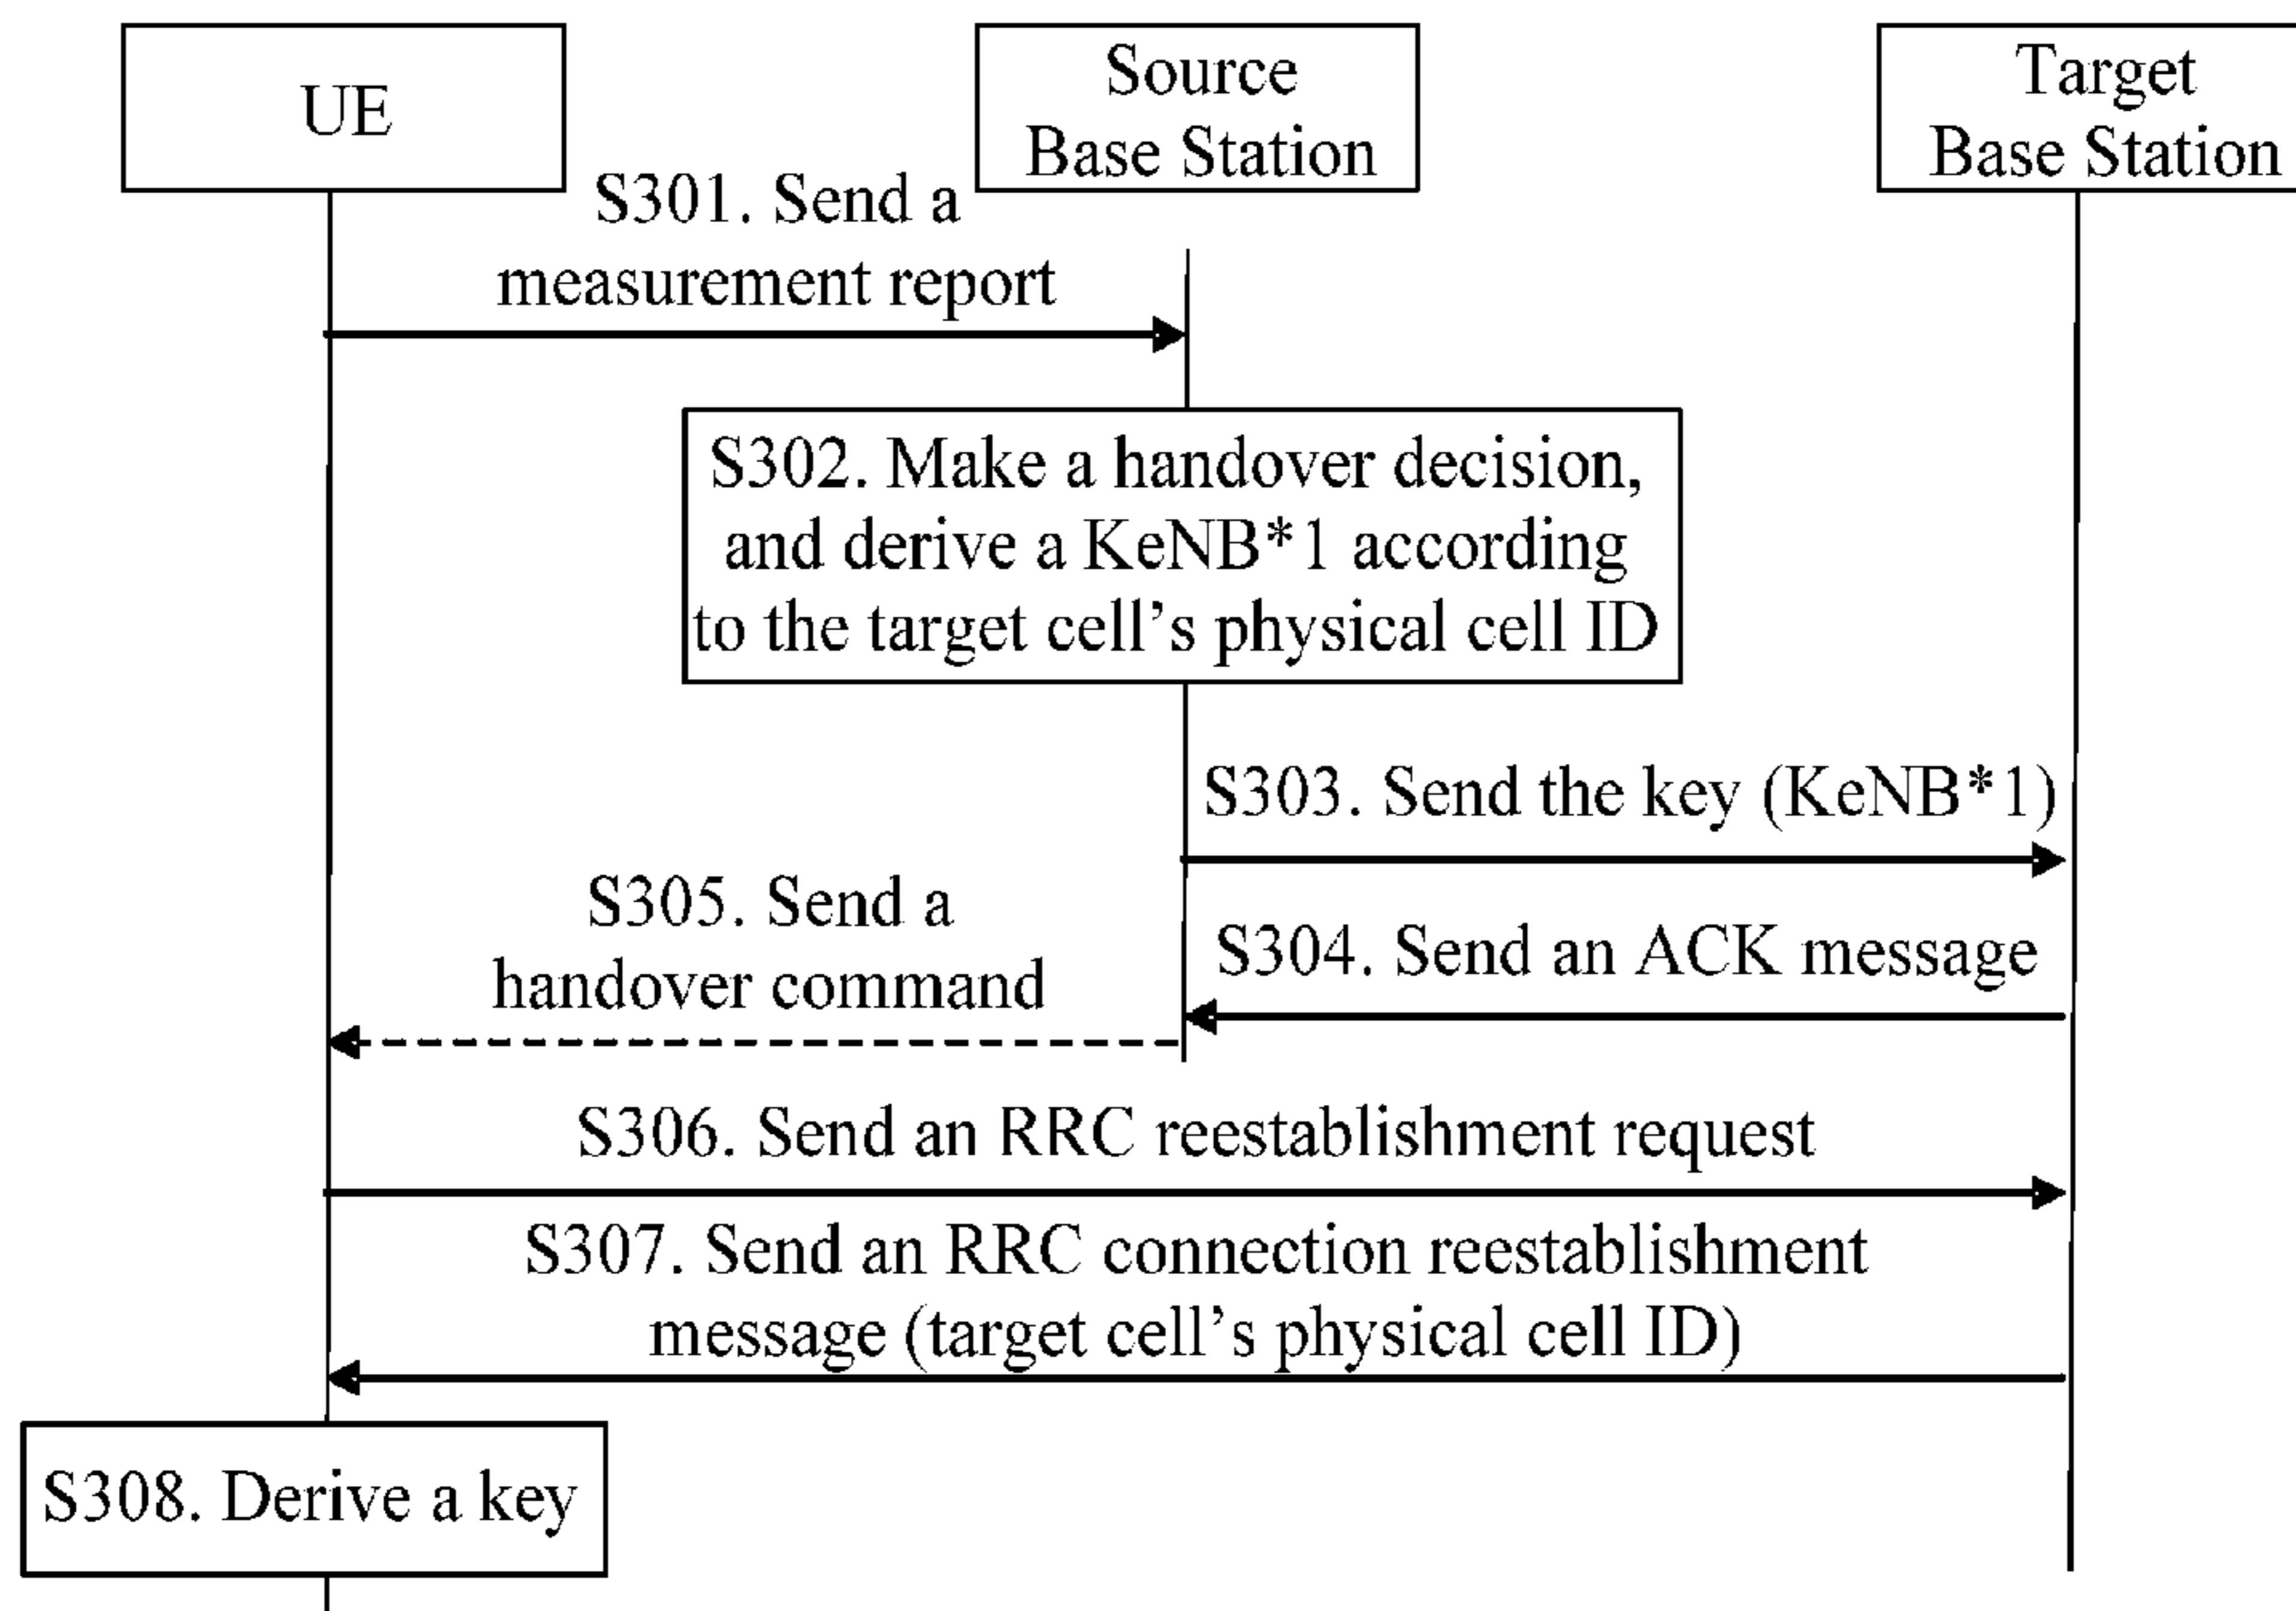 UE
Source
Base Station
Target
Base Station
S301. Send a
measurement report
S302. Make a handover decision,
and derive a KeNB*1 according
to the target cell's physical cell ID
S303. Send the key (KeNB*1)
S305. Send a
handover command
S304. Send an ACK message
S306. Send an RRC reestablishment request
S307. Send an RRC connection reestablishment
message (target cell's physical cell ID)
S308. Derive a key